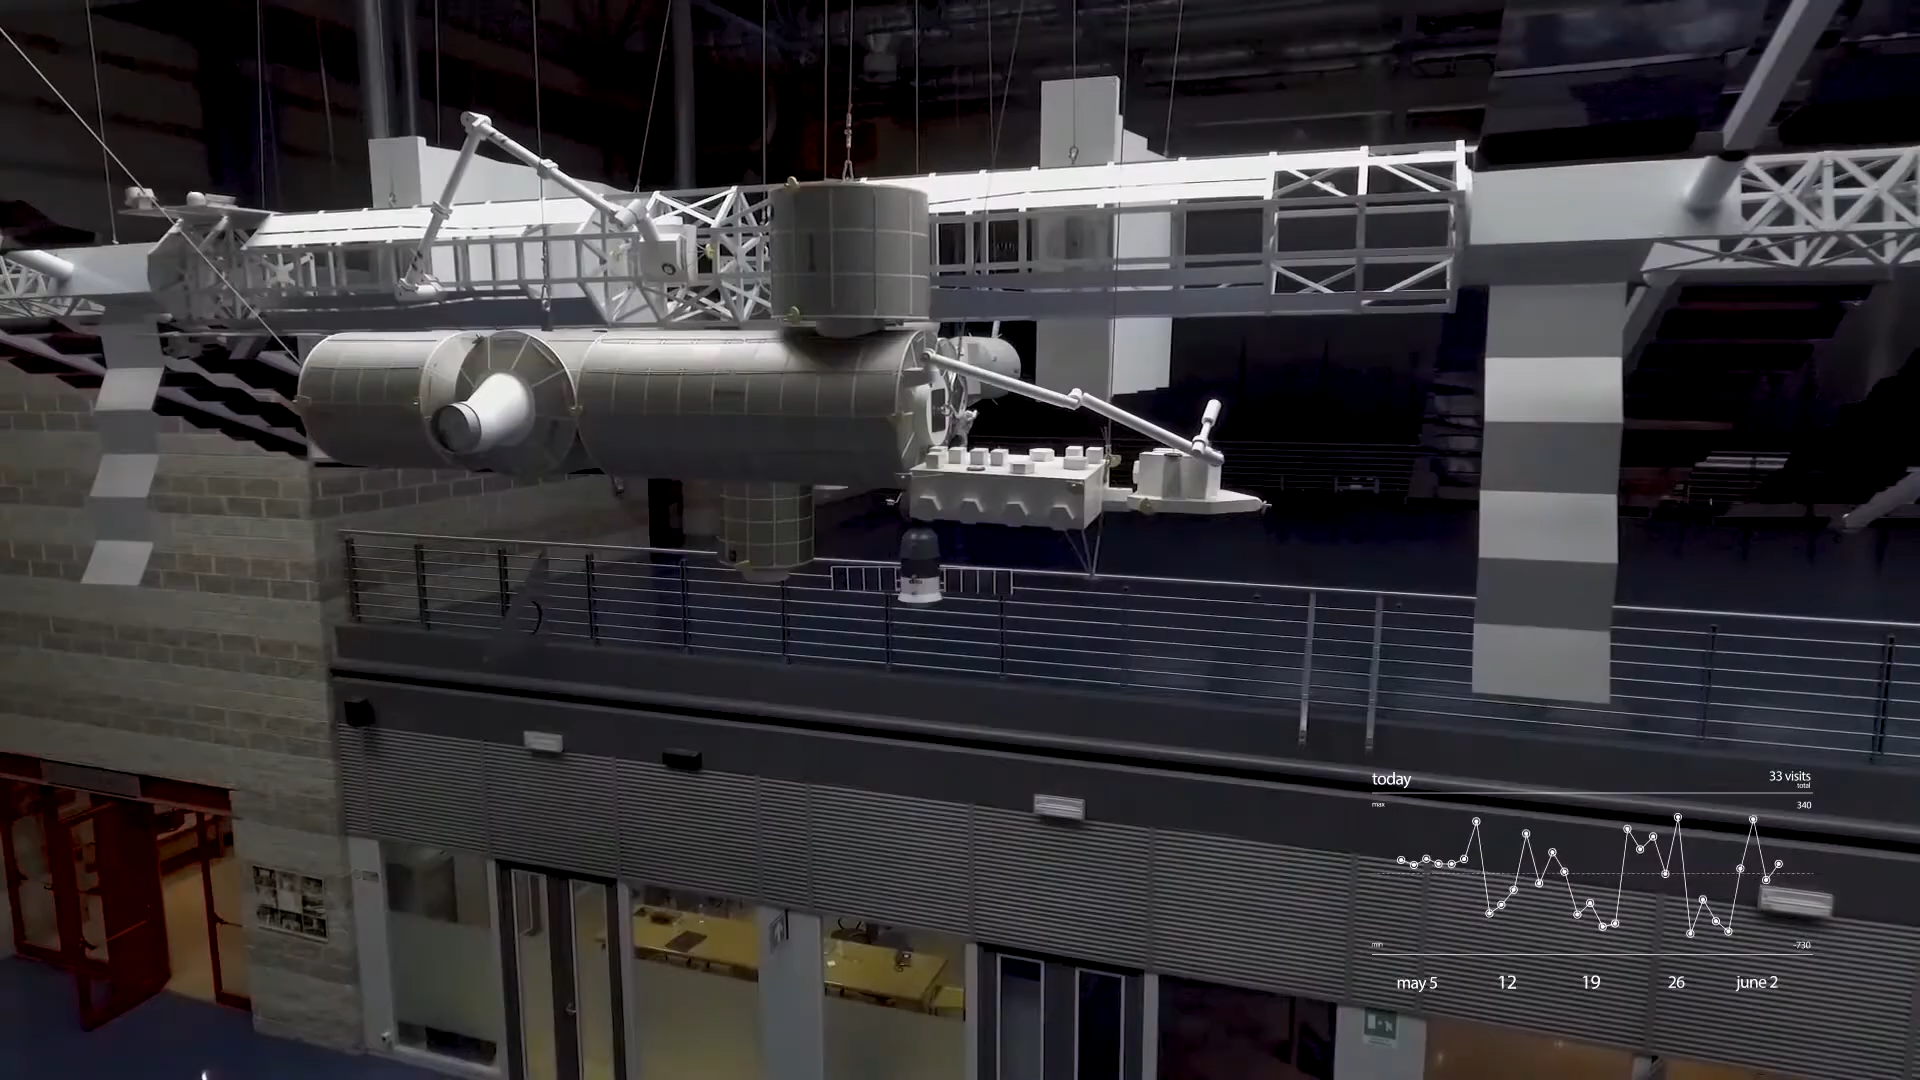 today
33 visits
total
max
340
min
-730
may 5
12
19
26
june 2